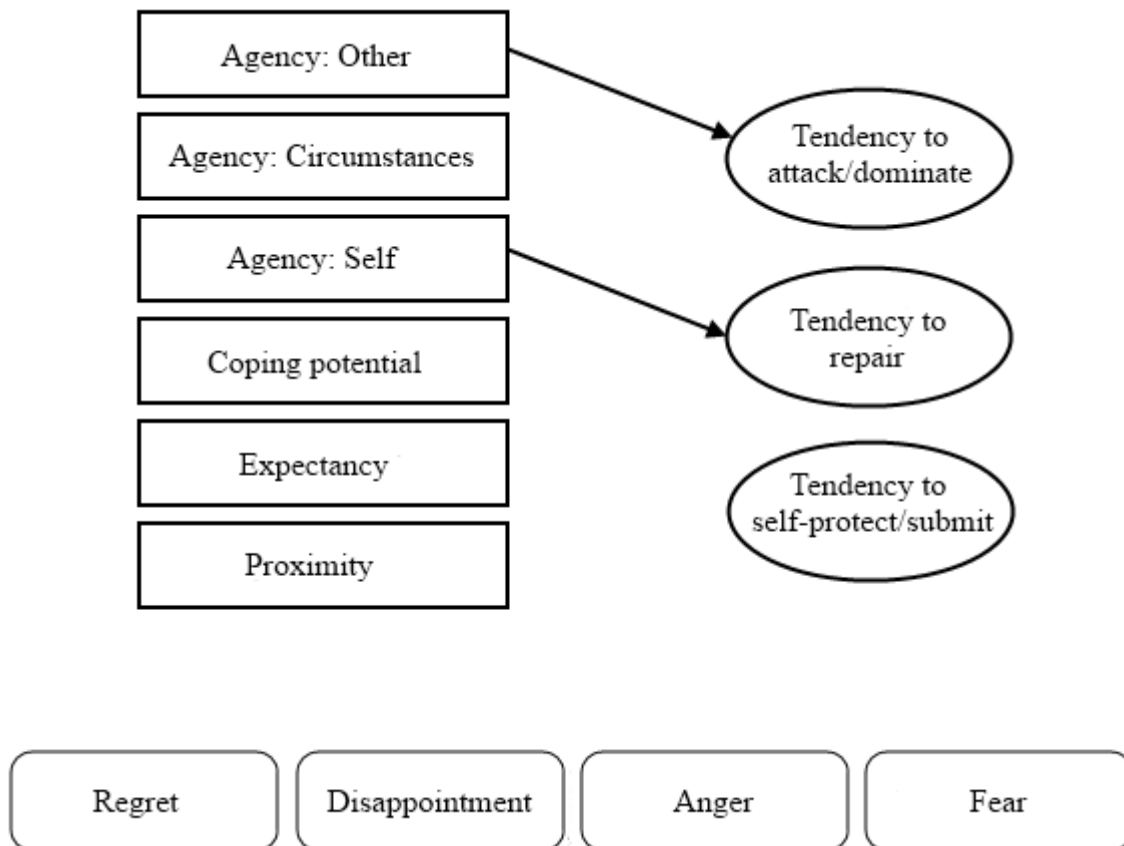 Agency: Other
Agency: Circumstances
Agency: Self
Coping potential
Expectancy
Proximity
Tendency to
attack/dominate
Tendency to
repair
Tendency to
self-protect/submit
Regret
Disappointment
Anger
Fear